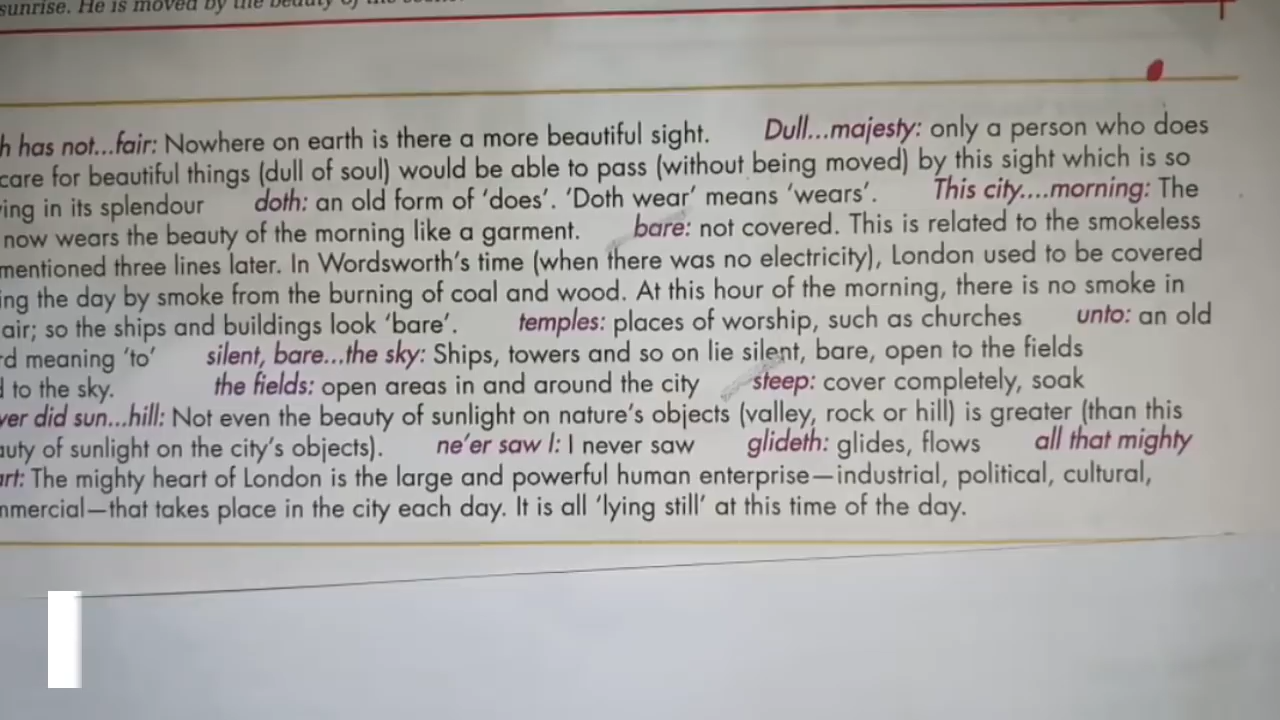 sunrise. He is moved by the beauty of the
h has not...fair: Nowhere on earth is there a more beautiful sight. Dull...majesty: only a person who does
care for beautiful things (dull of soul) would be able to pass (without being moved) by this sight which is so
ing in its splendour doth: an old form of 'does'. 'Doth wear' means 'wears'. This city....morning: The
now wears the beauty of the morning like a garment. bare: not covered. This is related to the smokeless
mentioned three lines later. In Wordsworth's time (when there was no electricity), London used to be covered
ing the day by smoke from the burning of coal and wood. At this hour of the morning, there is no smoke in
air; so the ships and buildings look 'bare'. temples: places of worship, such as churches unto: an old
rd meaning 'to' silent, bare...the sky: Ships, towers and so on lie silent, bare, open to the fields
d to the sky. the fields: open areas in and around the city steep: cover completely, soak
ver did sun...hill: Not even the beauty of sunlight on nature's objects (valley, rock or hill) is greater (than this
auty of sunlight on the city's objects). ne'er saw I: I never saw glideth: glides, flows all that mighty
art: The mighty heart of London is the large and powerful human enterprise—industrial, political, cultural,
mmercial—that takes place in the city each day. It is all 'lying still' at this time of the day.